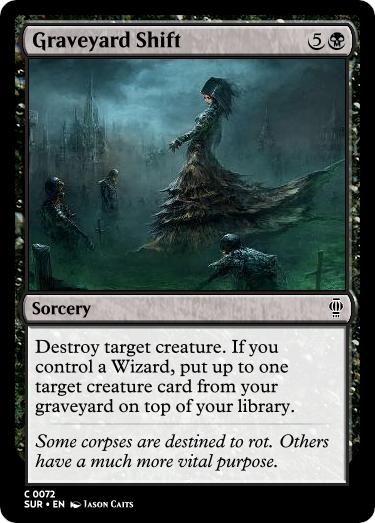 Graveyard Shift 5
Sorcery
Destroy target creature. If you
control a Wizard, put up to one
target creature card from your
graveyard on top of your library.
Some corpses are destined to rot. Others
have a much more vital purpose.
C 0072
SUR • EN Jason Caits